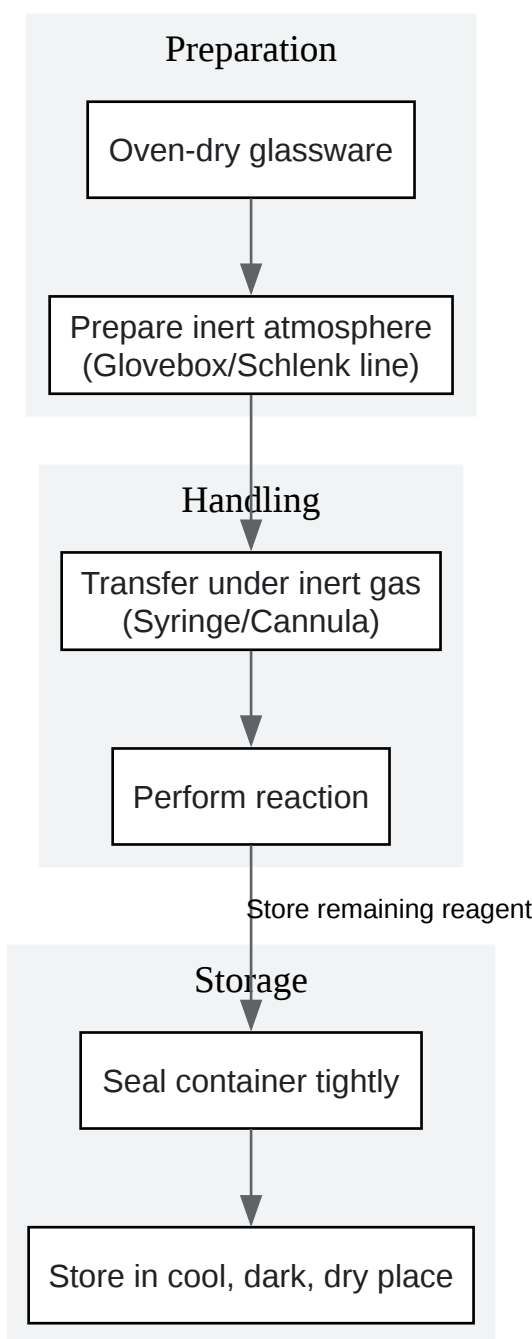 Preparation
Oven-dry glassware
Prepare inert atmosphere
(Glovebox/Schlenk line)
Handling
Transfer under inert gas
(Syringe/Cannula)
Perform reaction
Store remaining reagent
Storage
Seal container tightly
Store in cool, dark, dry place